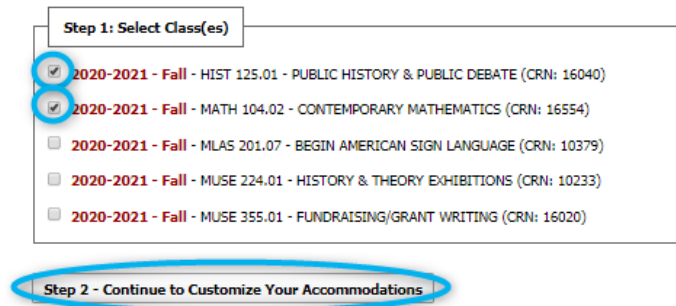 Step 1: Select Class(es)
2020-2021 - Fall - HIST 125.01 - PUBLIC HISTORY & PUBLIC DEBATE (CRN: 16040)
2020-2021 - Fall - MATH 104.02 - CONTEMPORARY MATHEMATICS (CRN: 16554)
2020-2021 - Fall - MLAS 201.07 - BEGIN AMERICAN SIGN LANGUAGE (CRN: 10379)
2020-2021 - Fall - MUSE 224.01 - HISTORY & THEORY EXHIBITIONS (CRN: 10233)
2020-2021 - Fall - MUSE 355.01 - FUNDRAISING/GRANT WRITING (CRN: 16020)
Step 2 - Continue to Customize Your Accommodations